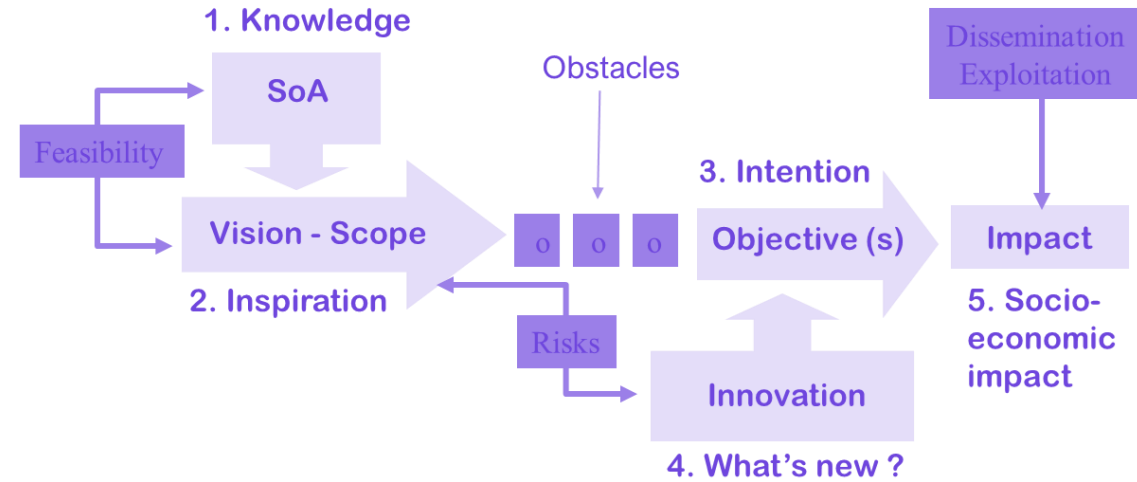 1. Knowledge
SoA
Feasibility
Vision - Scope
2. Inspiration
Obstacles
o
o
o
Risks
3. Intention
Objective (s)
Innovation
4. What's new ?
Dissemination
Exploitation
Impact
5. Socio-
economic
impact